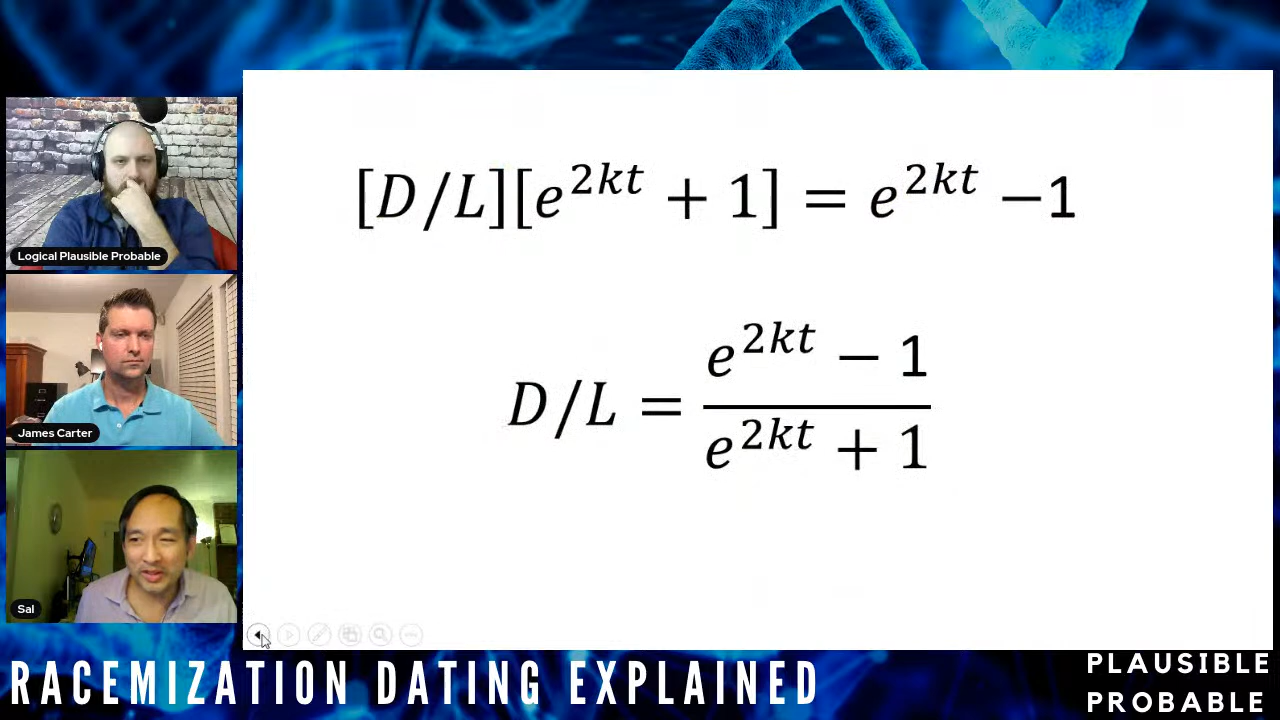 Logical Plausible Probable
James Carter
Sal
[D/L][e^{2kt} + 1] = e^{2kt} −1
D/L = \frac{e^{2kt} − 1}{e^{2kt} + 1}
RACEMIZATION DATING EXPLAINED
PLAUSIBLE
PROBABLE